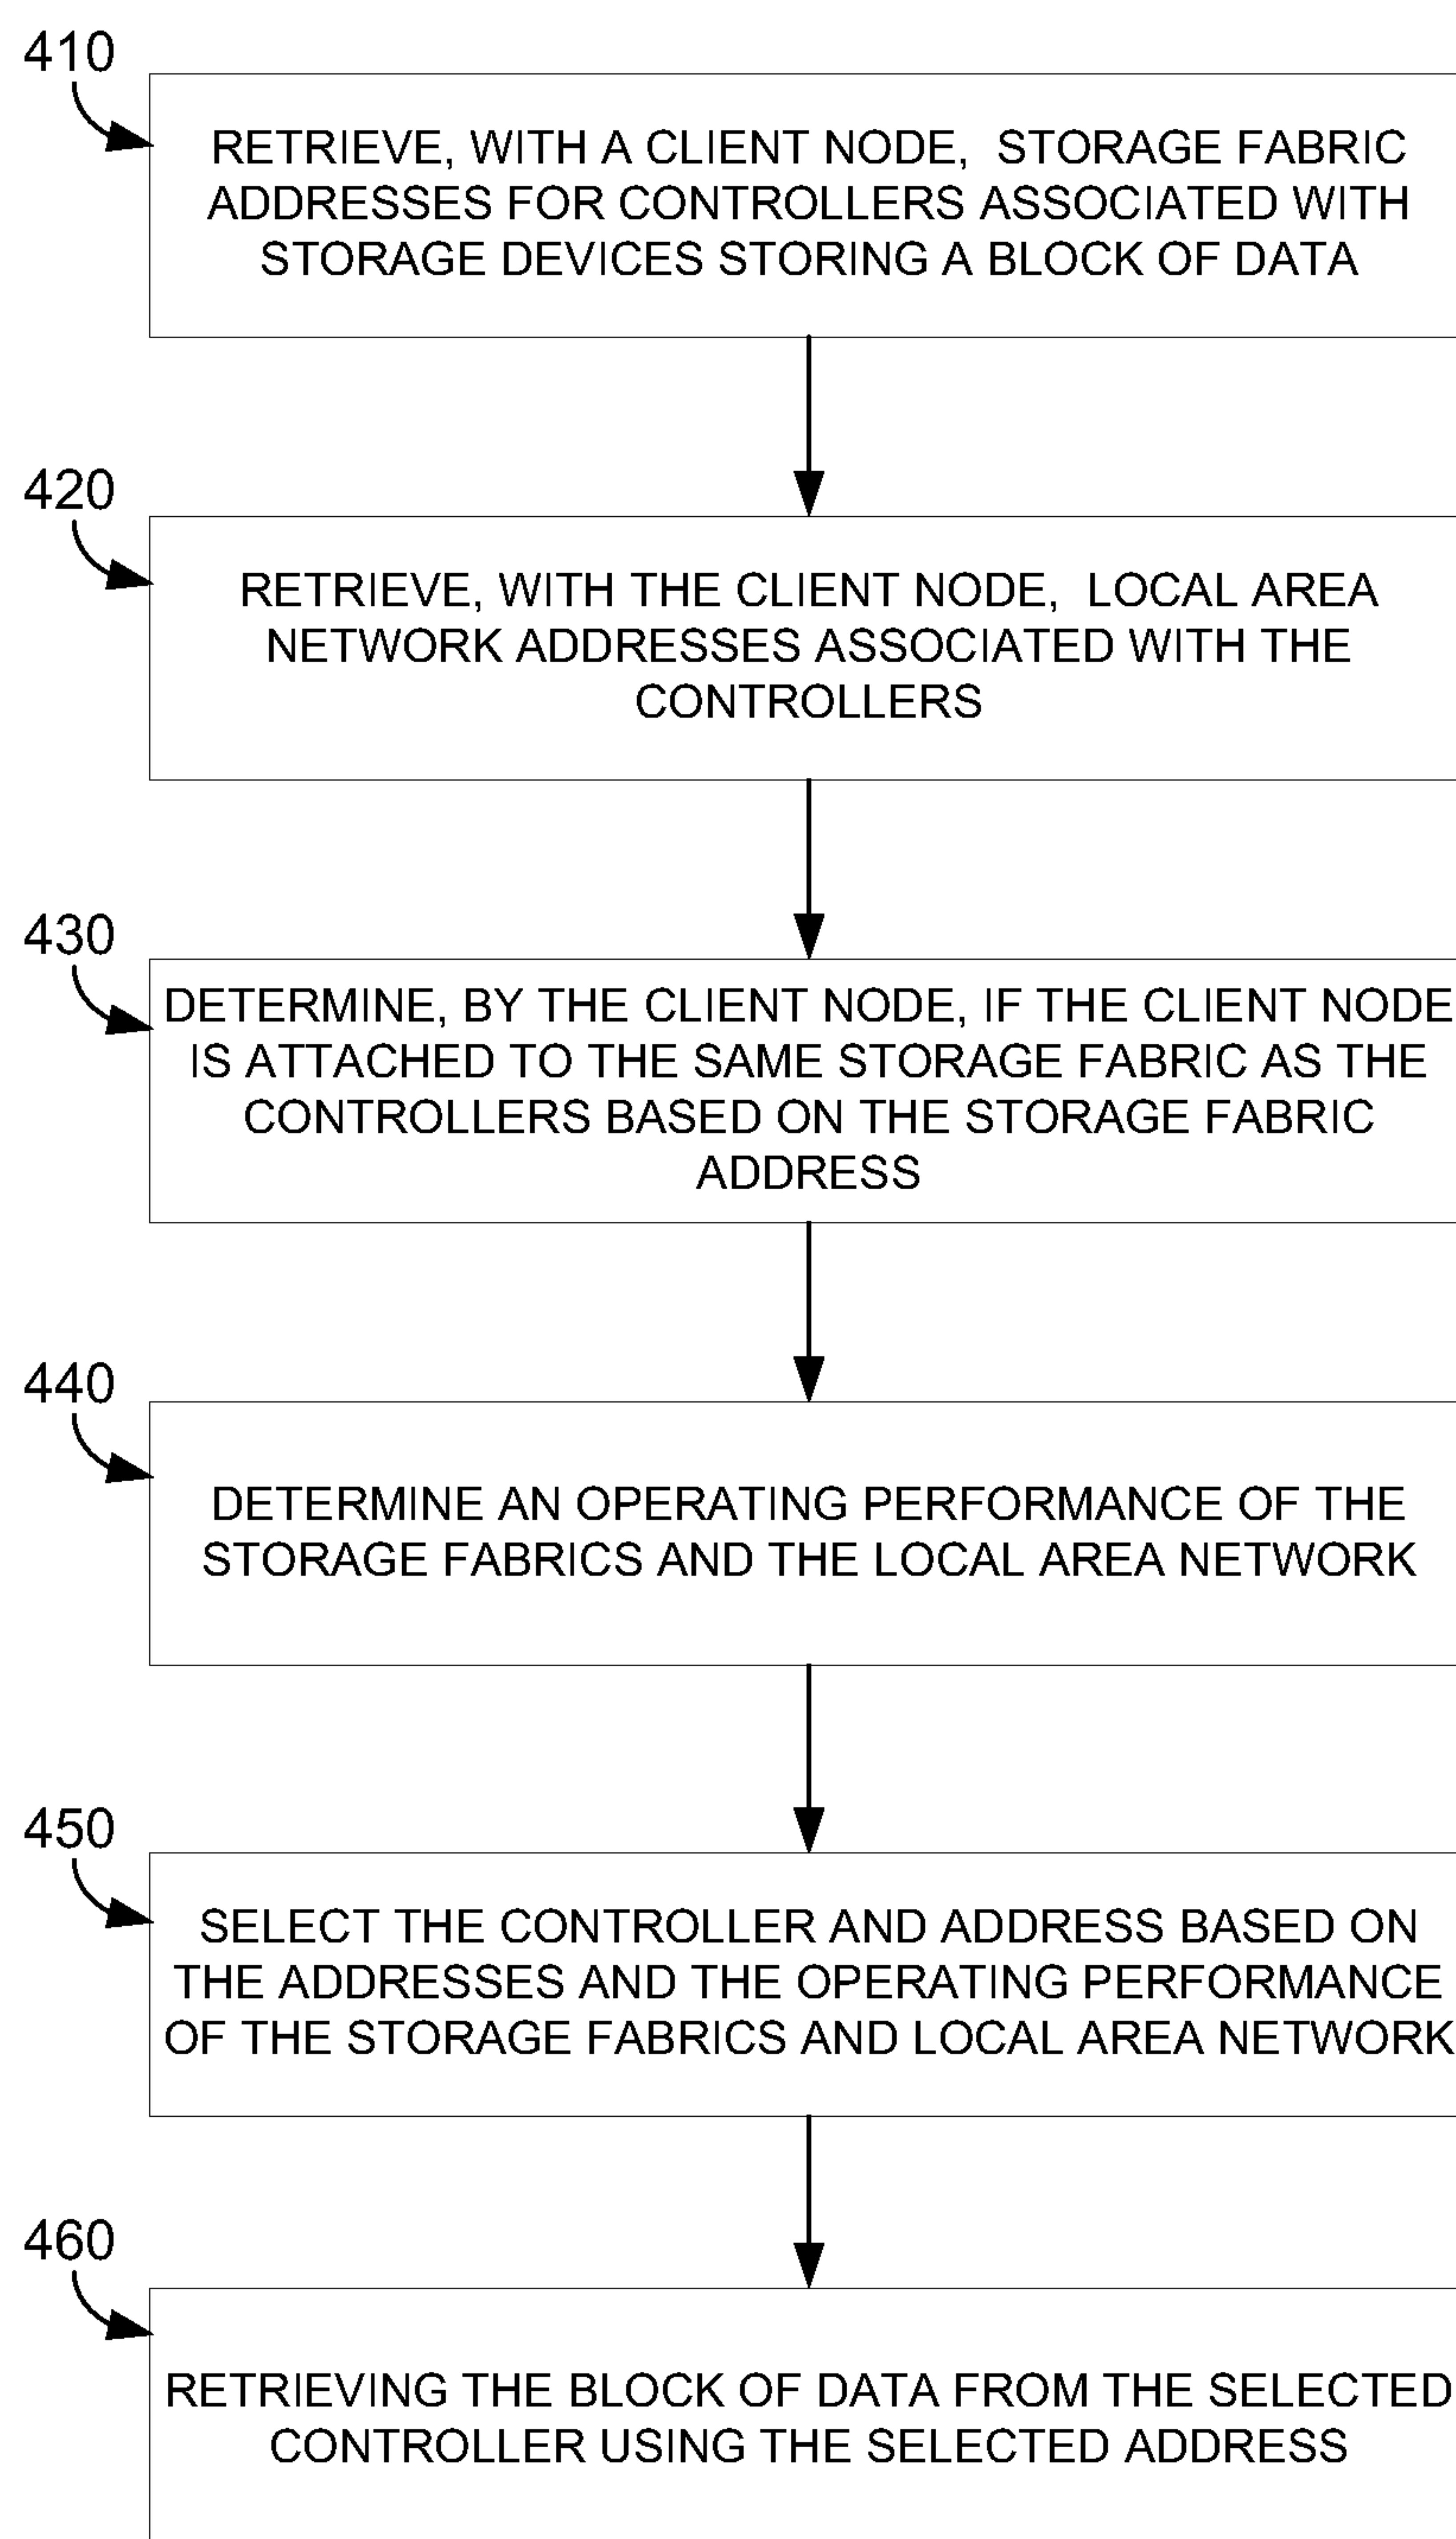 410
RETRIEVE, WITH A CLIENT NODE, STORAGE FABRIC
ADDRESSES FOR CONTROLLERS ASSOCIATED WITH
STORAGE DEVICES STORING A BLOCK OF DATA
420
RETRIEVE, WITH THE CLIENT NODE, LOCAL AREA
NETWORK ADDRESSES ASSOCIATED WITH THE
CONTROLLERS
430
DETERMINE, BY THE CLIENT NODE, IF THE CLIENT NODE
IS ATTACHED TO THE SAME STORAGE FABRIC AS THE
CONTROLLERS BASED ON THE STORAGE FABRIC
ADDRESS
440
DETERMINE AN OPERATING PERFORMANCE OF THE
STORAGE FABRICS AND THE LOCAL AREA NETWORK
450
SELECT THE CONTROLLER AND ADDRESS BASED ON
THE ADDRESSES AND THE OPERATING PERFORMANCE
OF THE STORAGE FABRICS AND LOCAL AREA NETWORK
460
RETRIEVING THE BLOCK OF DATA FROM THE SELECTED
CONTROLLER USING THE SELECTED ADDRESS